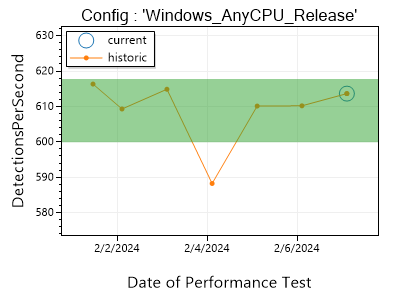 Config : 'Windows_AnyCPU_Release'
current
historic
DetectionsPerSecond
630
620
610
600
590
580
2/2/2024
2/4/2024
2/6/2024
Date of Performance Test